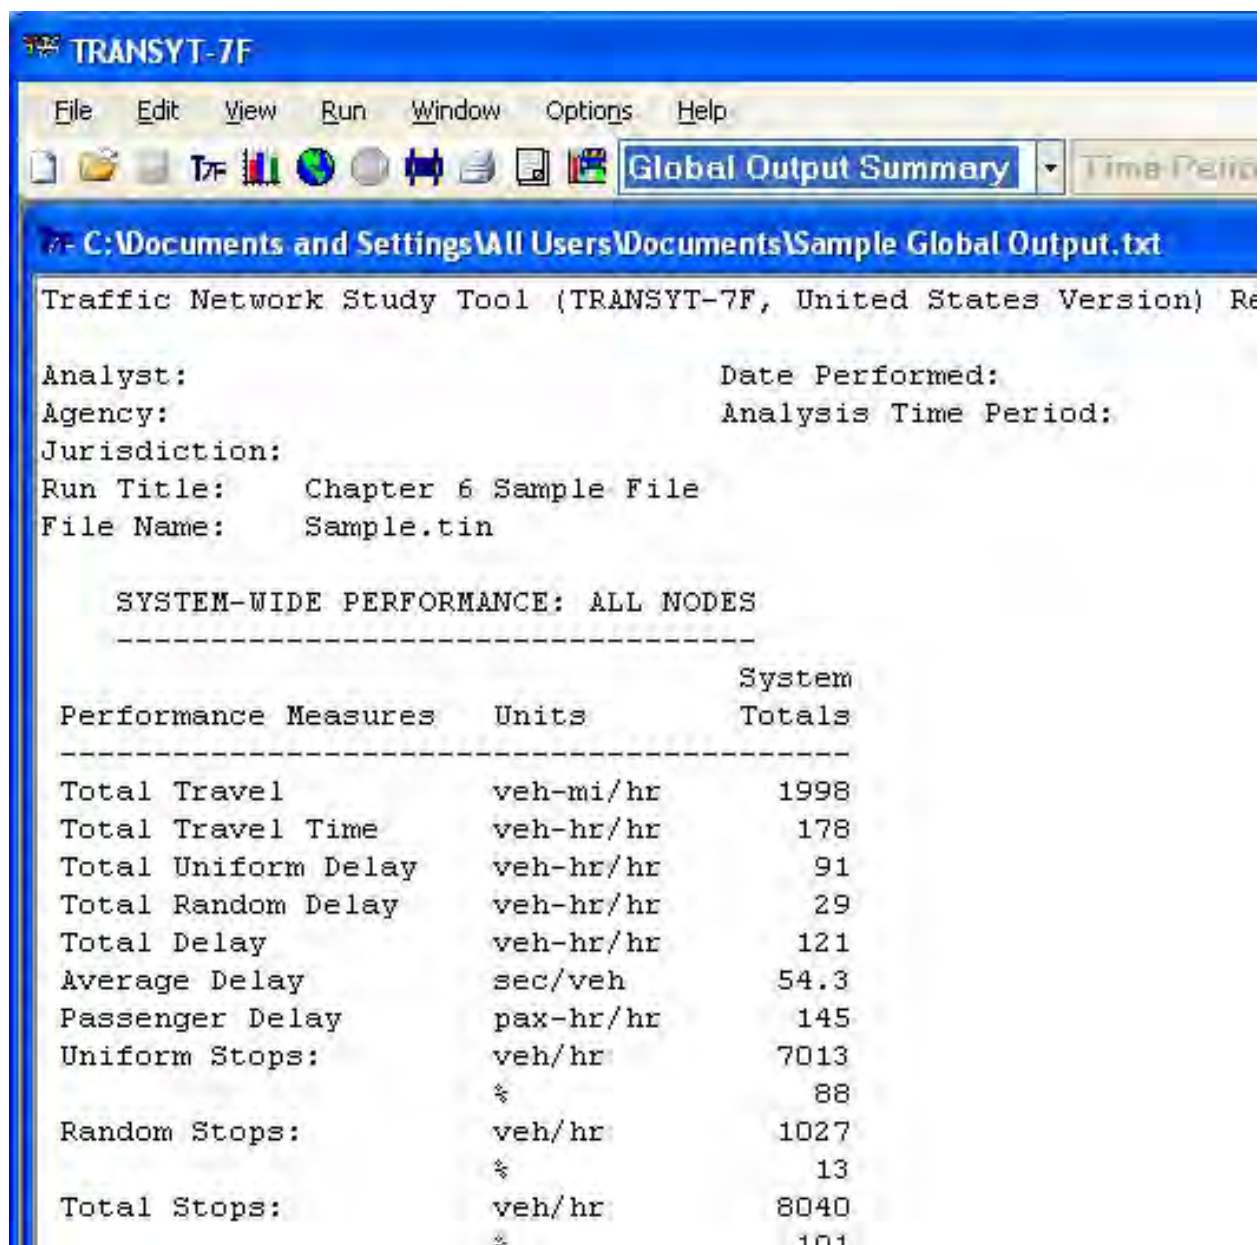 TRANSYT-7F
File Edit View Run Window Options Help
T7F Global Output Summary
7F C:\Documents and Settings\All Users\Documents\Sample Global Output.txt
Traffic Network Study Tool (TRANSYT-7F, United States Version) Re
Analyst: Date Performed:
Agency: Analysis Time Period:
Jurisdiction:
Run Title: Chapter 6 Sample File
File Name: Sample.tin
SYSTEM-WIDE PERFORMANCE: ALL NODES
----------------------------------
System
Performance Measures Units Totals
------------------------------------------
Total Travel veh-mi/hr 1998
Total Travel Time veh-hr/hr 178
Total Uniform Delay veh-hr/hr 91
Total Random Delay veh-hr/hr 29
Total Delay veh-hr/hr 121
Average Delay sec/veh 54.3
Passenger Delay pax-hr/hr 145
Uniform Stops: veh/hr 7013
% 88
Random Stops: veh/hr 1027
% 13
Total Stops: veh/hr 8040
% 101